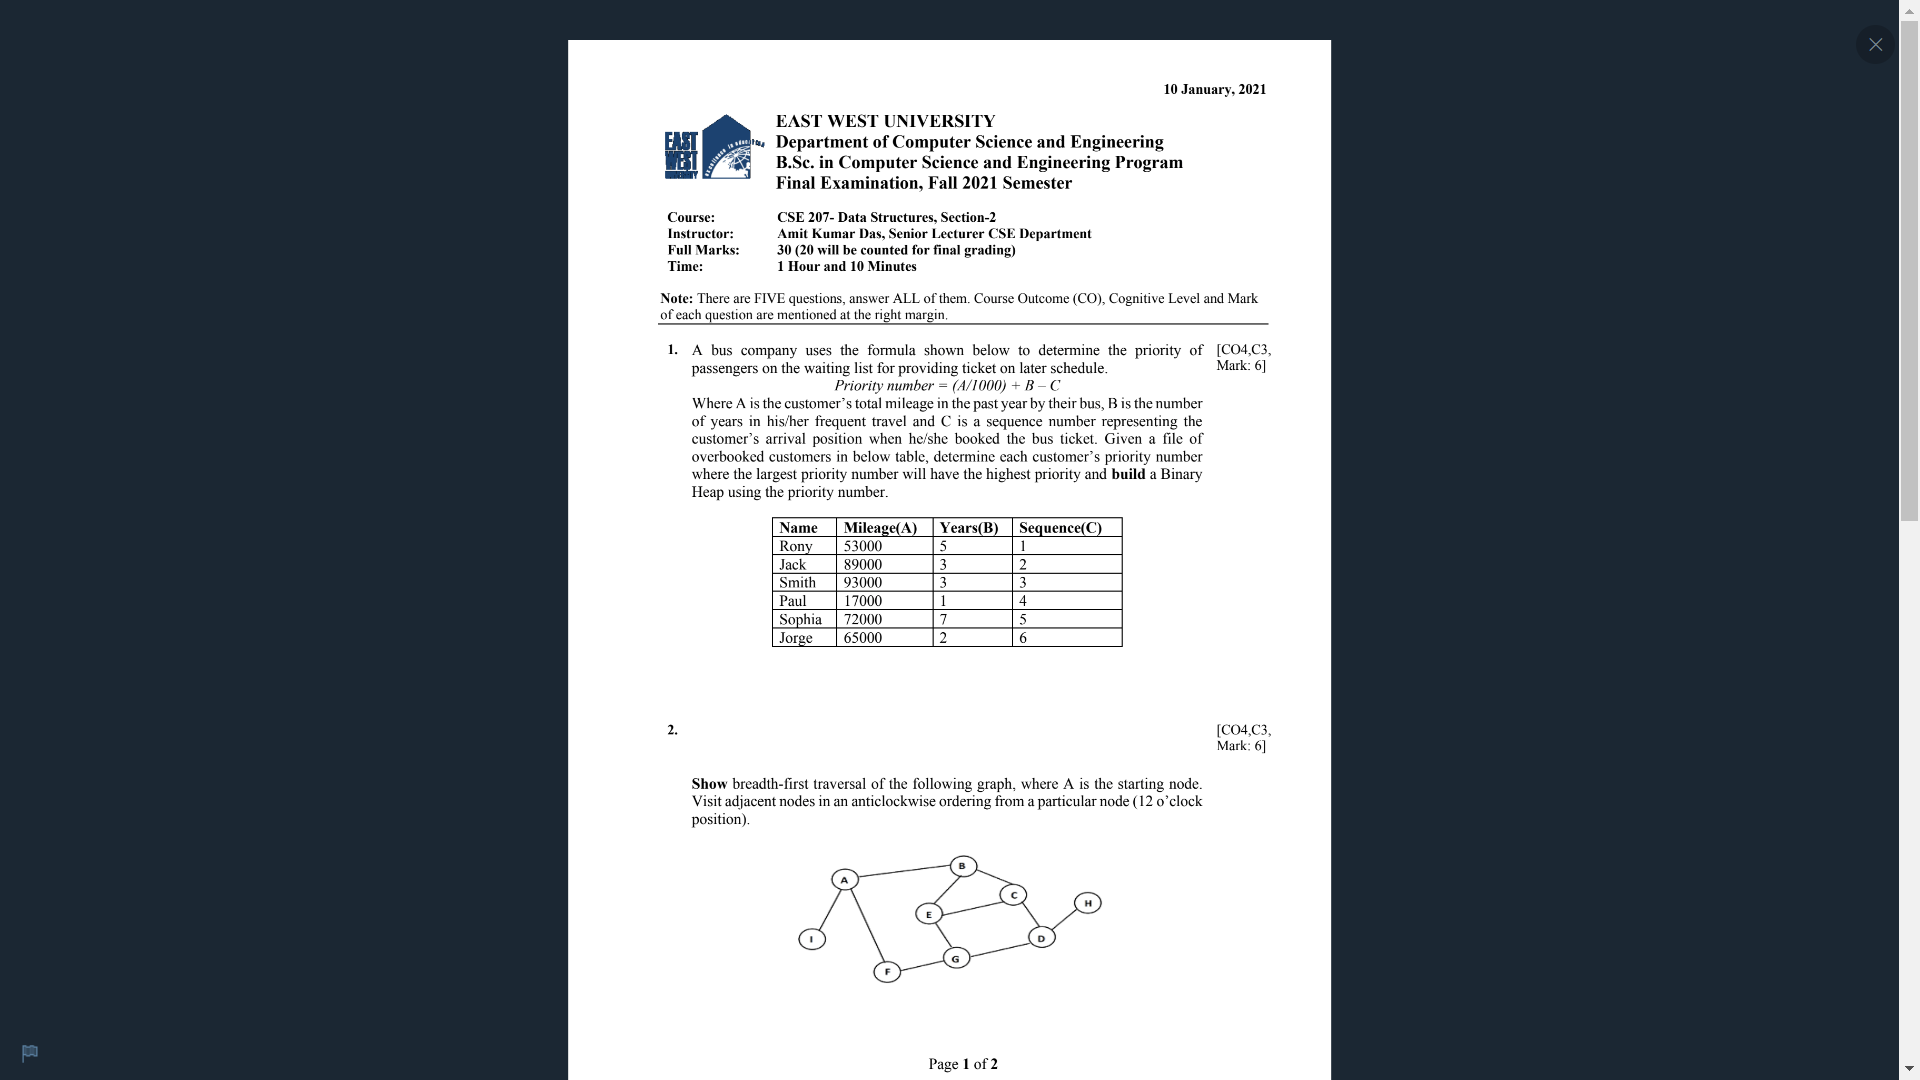 10 January, 2021
EAST WEST UNIVERSITY
Department of Computer Science and Engineering
B.Sc. in Computer Science and Engineering Program
Final Examination, Fall 2021 Semester
EAST
WEST
UNIVERSITY
Course: CSE 207- Data Structures, Section-2
Instructor: Amit Kumar Das, Senior Lecturer CSE Department
Full Marks: 30 (20 will be counted for final grading)
Time: 1 Hour and 10 Minutes
Note: There are FIVE questions, answer ALL of them. Course Outcome (CO), Cognitive Level and Mark
of each question are mentioned at the right margin.
1. A bus company uses the formula shown below to determine the priority of [CO4,C3,
passengers on the waiting list for providing ticket on later schedule. Mark: 6]
Priority number = (A/1000) + B – C
Where A is the customer’s total mileage in the past year by their bus, B is the number
of years in his/her frequent travel and C is a sequence number representing the
customer’s arrival position when he/she booked the bus ticket. Given a file of
overbooked customers in below table, determine each customer’s priority number
where the largest priority number will have the highest priority and build a Binary
Heap using the priority number.
Name Mileage(A) Years(B) Sequence(C)
Rony 53000 5 1
Jack 89000 3 2
Smith 93000 3 3
Paul 17000 1 4
Sophia 72000 7 5
Jorge 65000 2 6
2. [CO4,C3,
Mark: 6]
Show breadth-first traversal of the following graph, where A is the starting node.
Visit adjacent nodes in an anticlockwise ordering from a particular node (12 o’clock
position).
B
A
C
H
E
I
D
G
F
Page 1 of 2